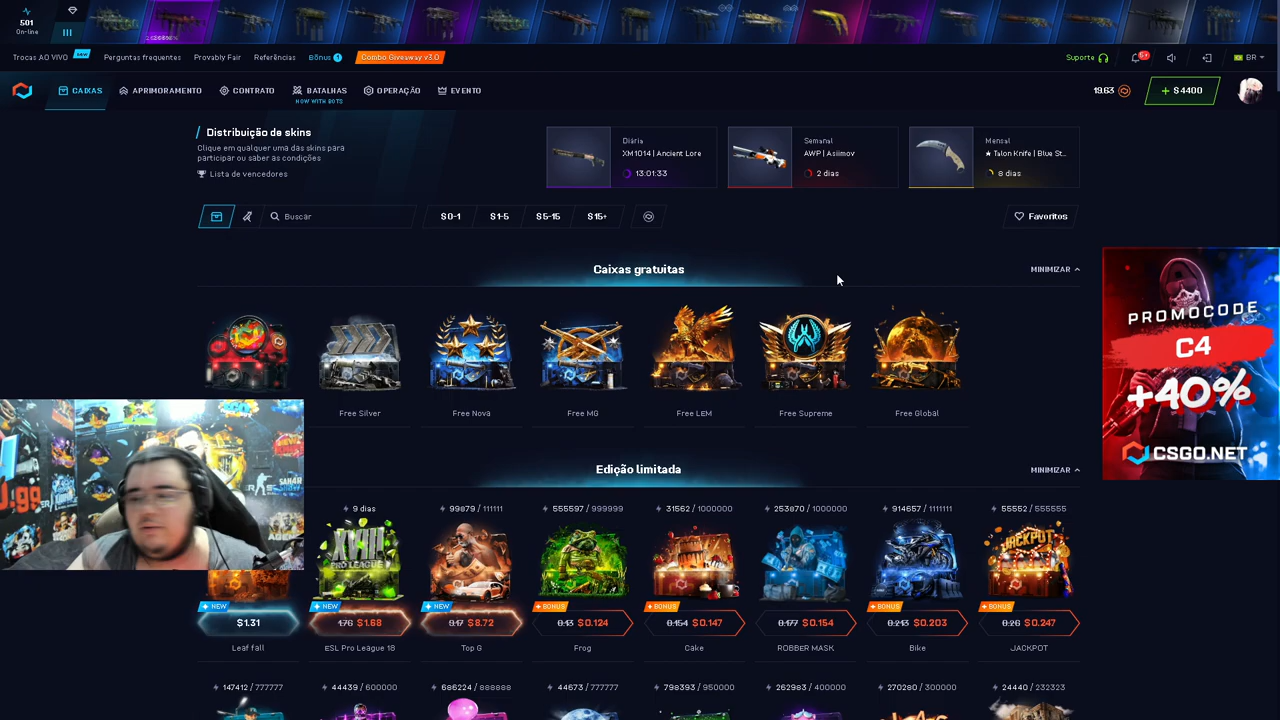 501
On-line
Trocas AO VIVO NEW
Perguntas frequentes
Provably Fair
Referências
Bônus 1
Combo Giveaway v3.0
Suporte
5+
BR
CAIXAS
APRIMORAMENTO
CONTRATO
BATALHAS
NOW WITH BOTS
OPERAÇÃO
EVENTO
19.63
+ $ 4400
Distribuição de skins
Clique em qualquer uma das skins para
participar ou saber as condições
Lista de vencedores
Diária
XM1014 | Ancient Lore
13:01:33
Semanal
AWP | Asiimov
2 dias
Mensal
★ Talon Knife | Blue St...
8 dias
Buscar
$ 0-1
$ 1-5
$ 5-15
$ 15+
Favoritos
Caixas gratuitas
MINIMIZAR
Free Silver
Free Nova
Free MG
Free LEM
Free Supreme
Free Global
PROMOCODE
C4
+40%
CSGO.NET
Edição limitada
MINIMIZAR
9 dias
99879 / 111111
555597 / 999999
31562 / 1000000
253870 / 1000000
914657 / 1111111
55552 / 555555
XVIII
PRO LEAGUE
JACKPOT
NEW
NEW
NEW
BONUS
BONUS
BONUS
BONUS
$1.31
1.76 $1.68
9.17 $8.72
0.13 $0.124
0.154 $0.147
0.177 $0.154
0.213 $0.203
0.26 $0.247
Leaf fall
ESL Pro League 18
Top G
Frog
Cake
ROBBER MASK
Bike
JACKPOT
147412 / 777777
44439 / 600000
686224 / 888888
44673 / 777777
798393 / 950000
262983 / 400000
270280 / 300000
24440 / 232323